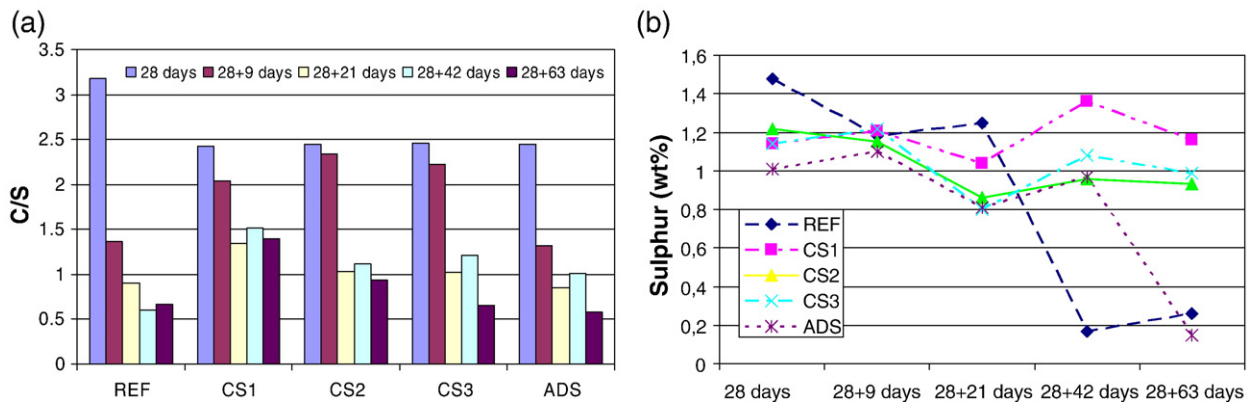 (a)
3.5
3
2.5
2
1.5
1
0.5
0
C/S
28 days 28+9 days 28+21 days 28+42 days 28+63 days
REF CS1 CS2 CS3 ADS
(b)
1,6
1,4
1,2
1
0,8
0,6
0,4
0,2
0
Sulphur (wt%)
REF
CS1
CS2
CS3
ADS
28 days 28+9 days 28+21 days 28+42 days 28+63 days